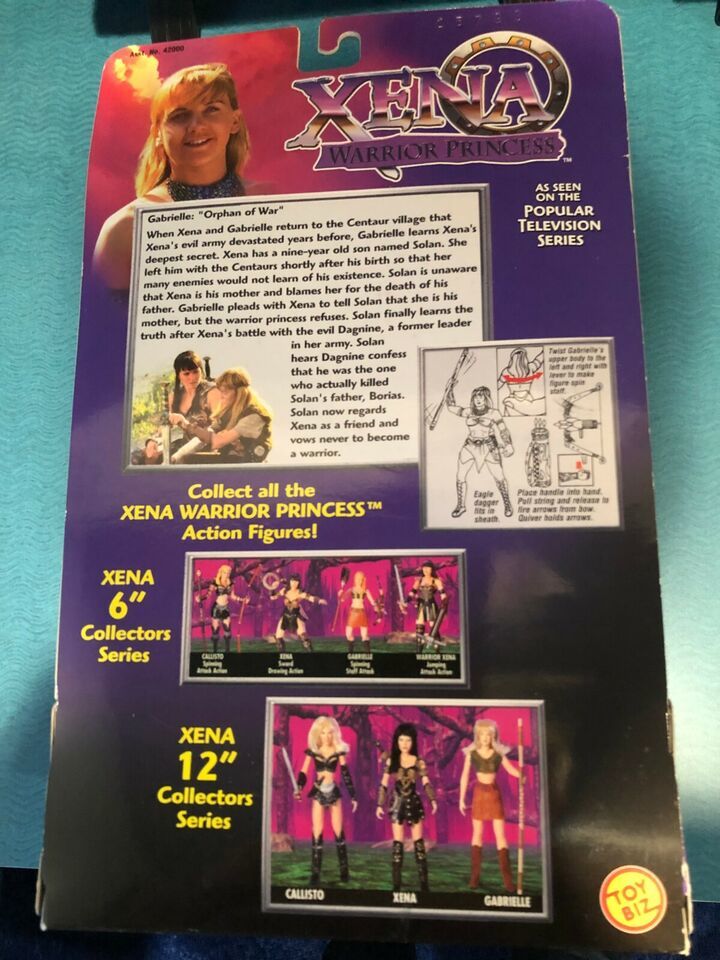 Asst. No. 42000
XENA
WARRIOR PRINCESS™
AS SEEN
ON THE
POPULAR
TELEVISION
SERIES
Gabrielle: "Orphan of War"
When Xena and Gabrielle return to the Centaur village that
Xena's evil army devastated years before, Gabrielle learns Xena's
deepest secret. Xena has a nine-year old son named Solan. She
left him with the Centaurs shortly after his birth so that her
many enemies would not learn of his existence. Solan is unaware
that Xena is his mother and blames her for the death of his
father. Gabrielle pleads with Xena to tell Solan that she is his
mother, but the warrior princess refuses. Solan finally learns the
truth after Xena's battle with the evil Dagnine, a former leader
in her army. Solan
hears Dagnine confess
that he was the one
who actually killed
Solan's father, Borias.
Solan now regards
Xena as a friend and
vows never to become
a warrior.
Twist Gabrielle's
upper body to the
left and right with
lever to make
figure spin
staff.
Eagle
dagger
fits in
sheath.
Place handle into hand.
Pull string and release to
fire arrows from bow.
Quiver holds arrows.
Collect all the
XENA WARRIOR PRINCESS™
Action Figures!
XENA
6"
Collectors
Series
CALLISTO
Spinning
Attack Action
XENA
Sword
Drawing Action
GABRIELLE
Spinning
Staff Attack
WARRIOR XENA
Jumping
Attack Action
XENA
12"
Collectors
Series
CALLISTO
XENA
GABRIELLE
TOY
BIZ